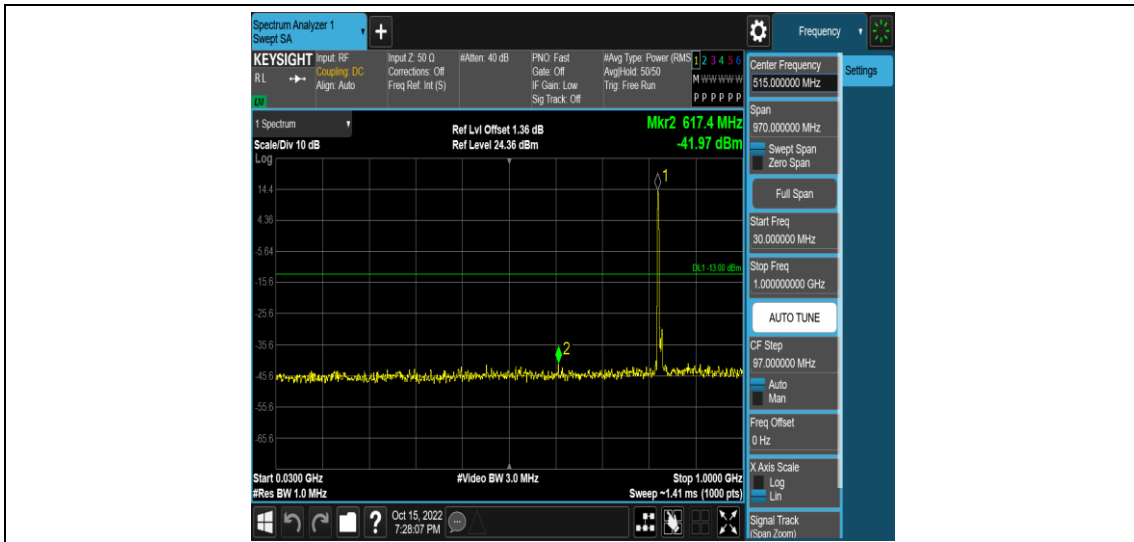 Spectrum Analyzer 1
Swept SA
+
Frequency
KEYSIGHT
RL
LM
Input: RF
Coupling: DC
Align: Auto
Input Z: 50 Ω
Corrections: Off
Freq Ref: Int (S)
#Atten: 40 dB
PNO: Fast
Gate: Off
IF Gain: Low
Sig Track: Off
#Avg Type: Power (RMS
Avg|Hold: 50/50
Trig: Free Run
1 2 3 4 5 6
M W W W W W
P P P P P P
1 Spectrum
Scale/Div 10 dB
Ref Lvl Offset 1.36 dB
Ref Level 24.36 dBm
Mkr2 617.4 MHz
-41.97 dBm
Log
1
14.4
4.36
-5.64
DL1 -13.00 dBm
-15.6
-25.6
-35.6
2
-45.6
-55.6
-65.6
Start 0.0300 GHz
#Res BW 1.0 MHz
#Video BW 3.0 MHz
Stop 1.0000 GHz
Sweep ~1.41 ms (1000 pts)
?
Oct 15, 2022
7:28:07 PM
Settings
Center Frequency
515.000000 MHz
Span
970.000000 MHz
Swept Span
Zero Span
Full Span
Start Freq
30.000000 MHz
Stop Freq
1.000000000 GHz
AUTO TUNE
CF Step
97.000000 MHz
Auto
Man
Freq Offset
0 Hz
X Axis Scale
Log
Lin
Signal Track
(Span Zoom)